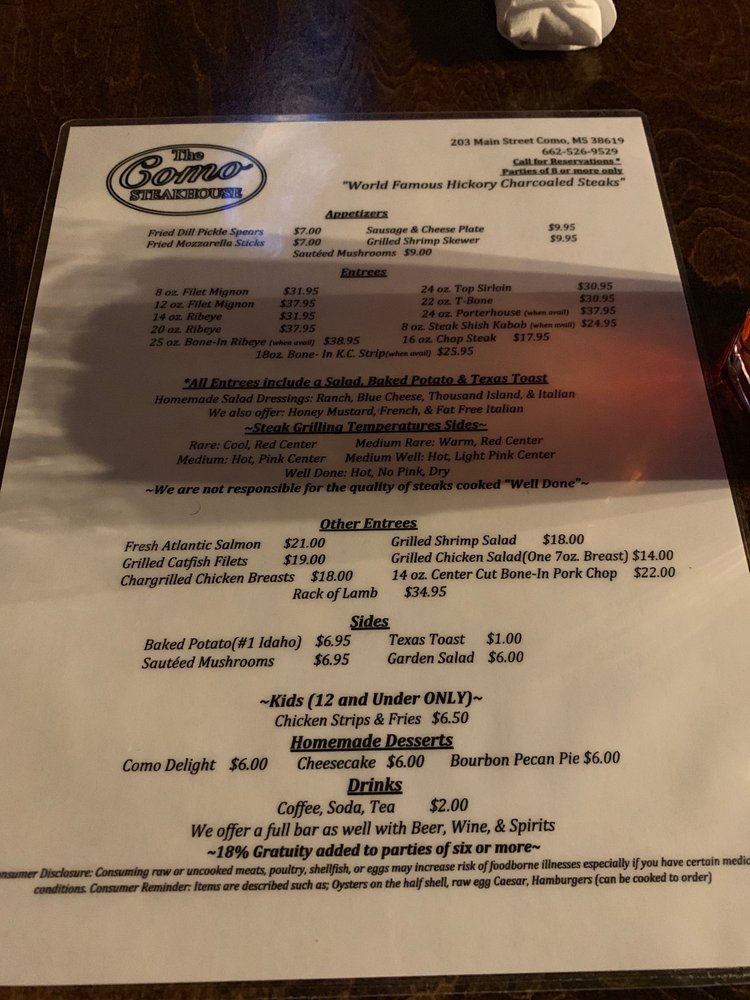 The
Como
STEAKHOUSE
203 Main Street Como, MS 38619
662-526-9529
Call for Reservations *
Parties of 8 or more only
"World Famous Hickory Charcoaled Steaks"
Appetizers
Fried Dill Pickle Spears $7.00 Sausage & Cheese Plate $9.95
Fried Mozzarella Sticks $7.00 Grilled Shrimp Skewer $9.95
Sautéed Mushrooms $9.00
Entrees
8 oz. Filet Mignon $31.95 24 oz. Top Sirloin $30.95
12 oz. Filet Mignon $37.95 22 oz. T-Bone $30.95
14 oz. Ribeye $31.95 24 oz. Porterhouse (when avail) $37.95
20 oz. Ribeye $37.95 8 oz. Steak Shish Kabab (when avail) $24.95
25 oz. Bone-In Ribeye (when avail) $38.95 16 oz. Chop Steak $17.95
18oz. Bone- In K.C. Strip(when avail) $25.95
*All Entrees include a Salad, Baked Potato & Texas Toast
Homemade Salad Dressings: Ranch, Blue Cheese, Thousand Island, & Italian
We also offer: Honey Mustard, French, & Fat Free Italian
~Steak Grilling Temperatures Sides~
Rare: Cool, Red Center Medium Rare: Warm, Red Center
Medium: Hot, Pink Center Medium Well: Hot, Light Pink Center
Well Done: Hot, No Pink, Dry
~We are not responsible for the quality of steaks cooked "Well Done"~
Other Entrees
Fresh Atlantic Salmon $21.00 Grilled Shrimp Salad $18.00
Grilled Catfish Filets $19.00 Grilled Chicken Salad(One 7oz. Breast) $14.00
Chargrilled Chicken Breasts $18.00 14 oz. Center Cut Bone-In Pork Chop $22.00
Rack of Lamb $34.95
Sides
Baked Potato(#1 Idaho) $6.95 Texas Toast $1.00
Sautéed Mushrooms $6.95 Garden Salad $6.00
~Kids (12 and Under ONLY)~
Chicken Strips & Fries $6.50
Homemade Desserts
Como Delight $6.00 Cheesecake $6.00 Bourbon Pecan Pie $6.00
Drinks
Coffee, Soda, Tea $2.00
We offer a full bar as well with Beer, Wine, & Spirits
~18% Gratuity added to parties of six or more~
nsumer Disclosure: Consuming raw or uncooked meats, poultry, shellfish, or eggs may increase risk of foodborne illnesses especially if you have certain medic
conditions. Consumer Reminder: Items are described such as; Oysters on the half shell, raw egg Caesar, Hamburgers (can be cooked to order)